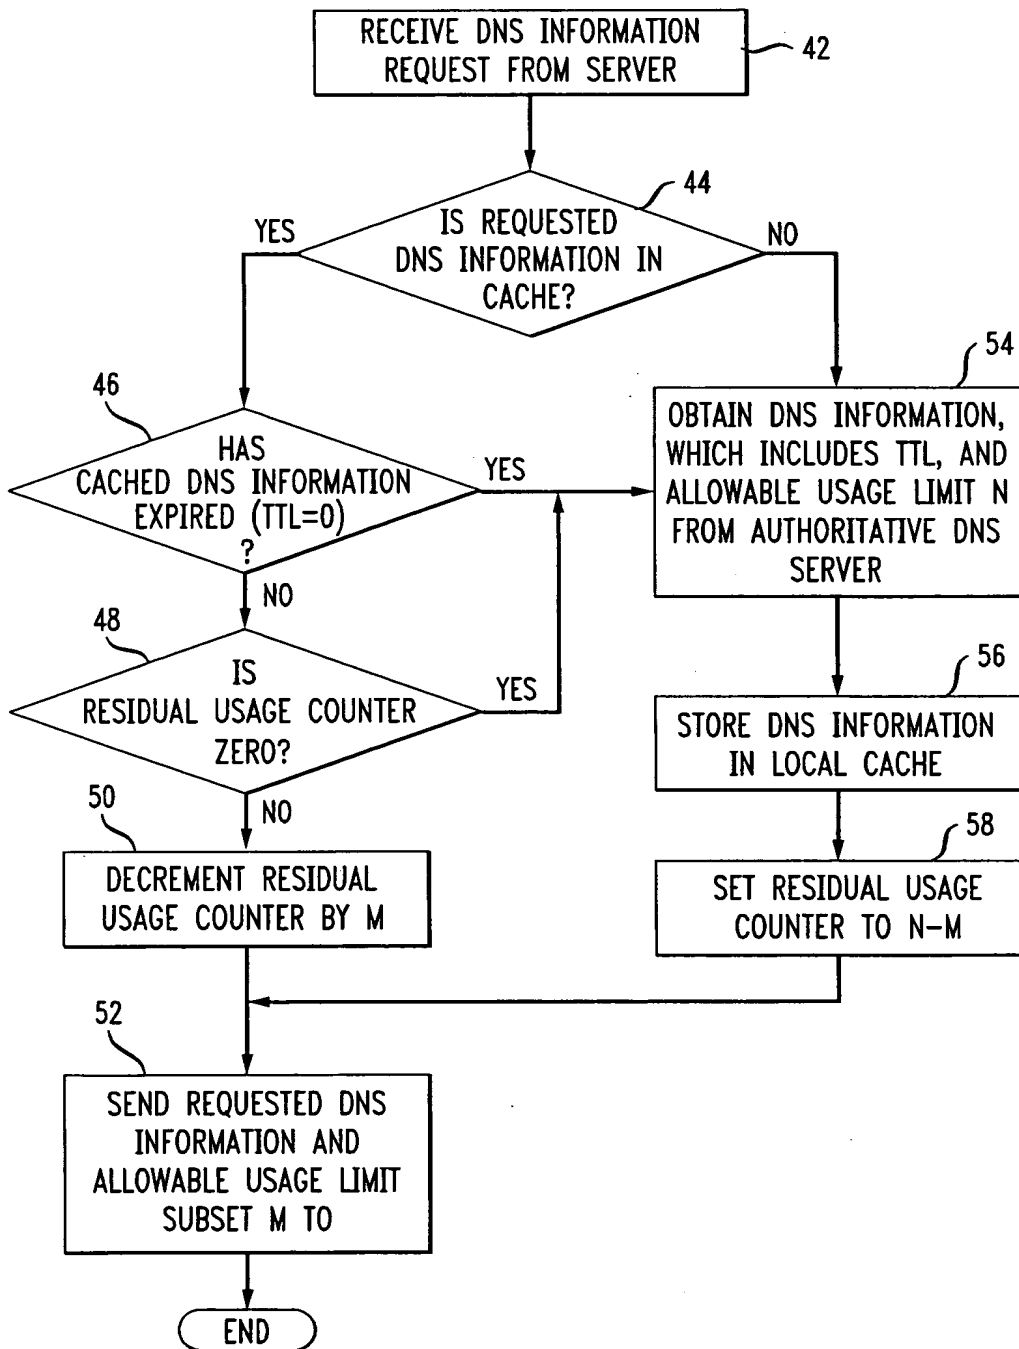 RECEIVE DNS INFORMATION
REQUEST FROM SERVER
42
44
IS REQUESTED
DNS INFORMATION IN
CACHE?
YES
NO
46
HAS
CACHED DNS INFORMATION
EXPIRED (TTL=0)
?
YES
NO
54
OBTAIN DNS INFORMATION,
WHICH INCLUDES TTL, AND
ALLOWABLE USAGE LIMIT N
FROM AUTHORITATIVE DNS
SERVER
48
IS
RESIDUAL USAGE COUNTER
ZERO?
YES
NO
56
STORE DNS INFORMATION
IN LOCAL CACHE
50
DECREMENT RESIDUAL
USAGE COUNTER BY M
58
SET RESIDUAL USAGE
COUNTER TO N-M
52
SEND REQUESTED DNS
INFORMATION AND
ALLOWABLE USAGE LIMIT
SUBSET M TO
END